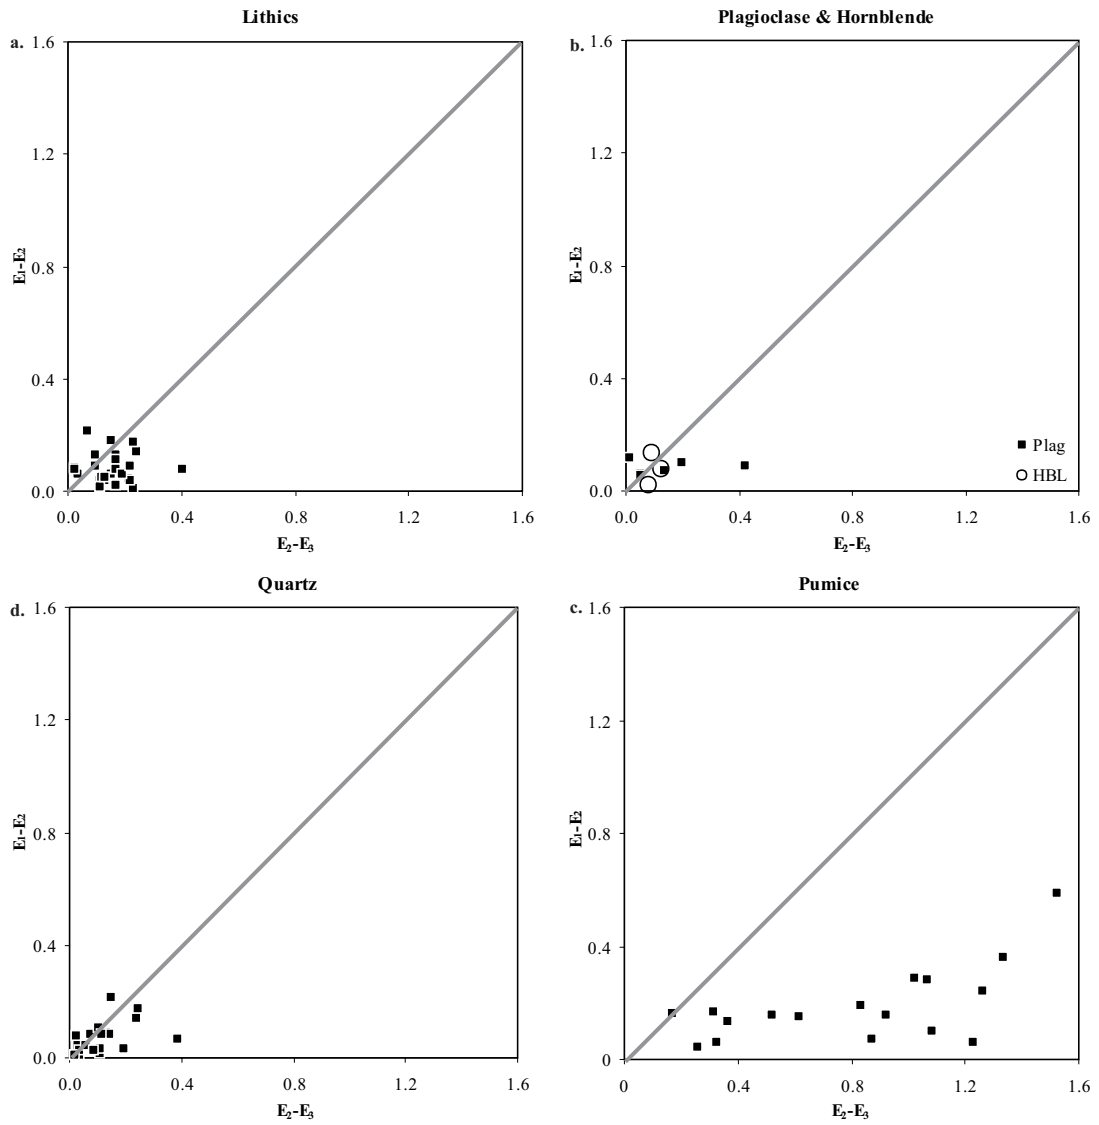 Lithics
a.
1.6
1.2
0.8
0.4
0.0
E₁-E₂
0.0 0.4 0.8 1.2 1.6
E₂-E₃
Plagioclase & Hornblende
b.
1.6
1.2
0.8
0.4
0.0
E₁-E₂
Plag
HBL
0.0 0.4 0.8 1.2 1.6
E₂-E₃
Quartz
d.
1.6
1.2
0.8
0.4
0.0
E₁-E₂
0.0 0.4 0.8 1.2 1.6
E₂-E₃
Pumice
c.
1.6
1.2
0.8
0.4
0
E₁-E₂
0 0.4 0.8 1.2 1.6
E₂-E₃